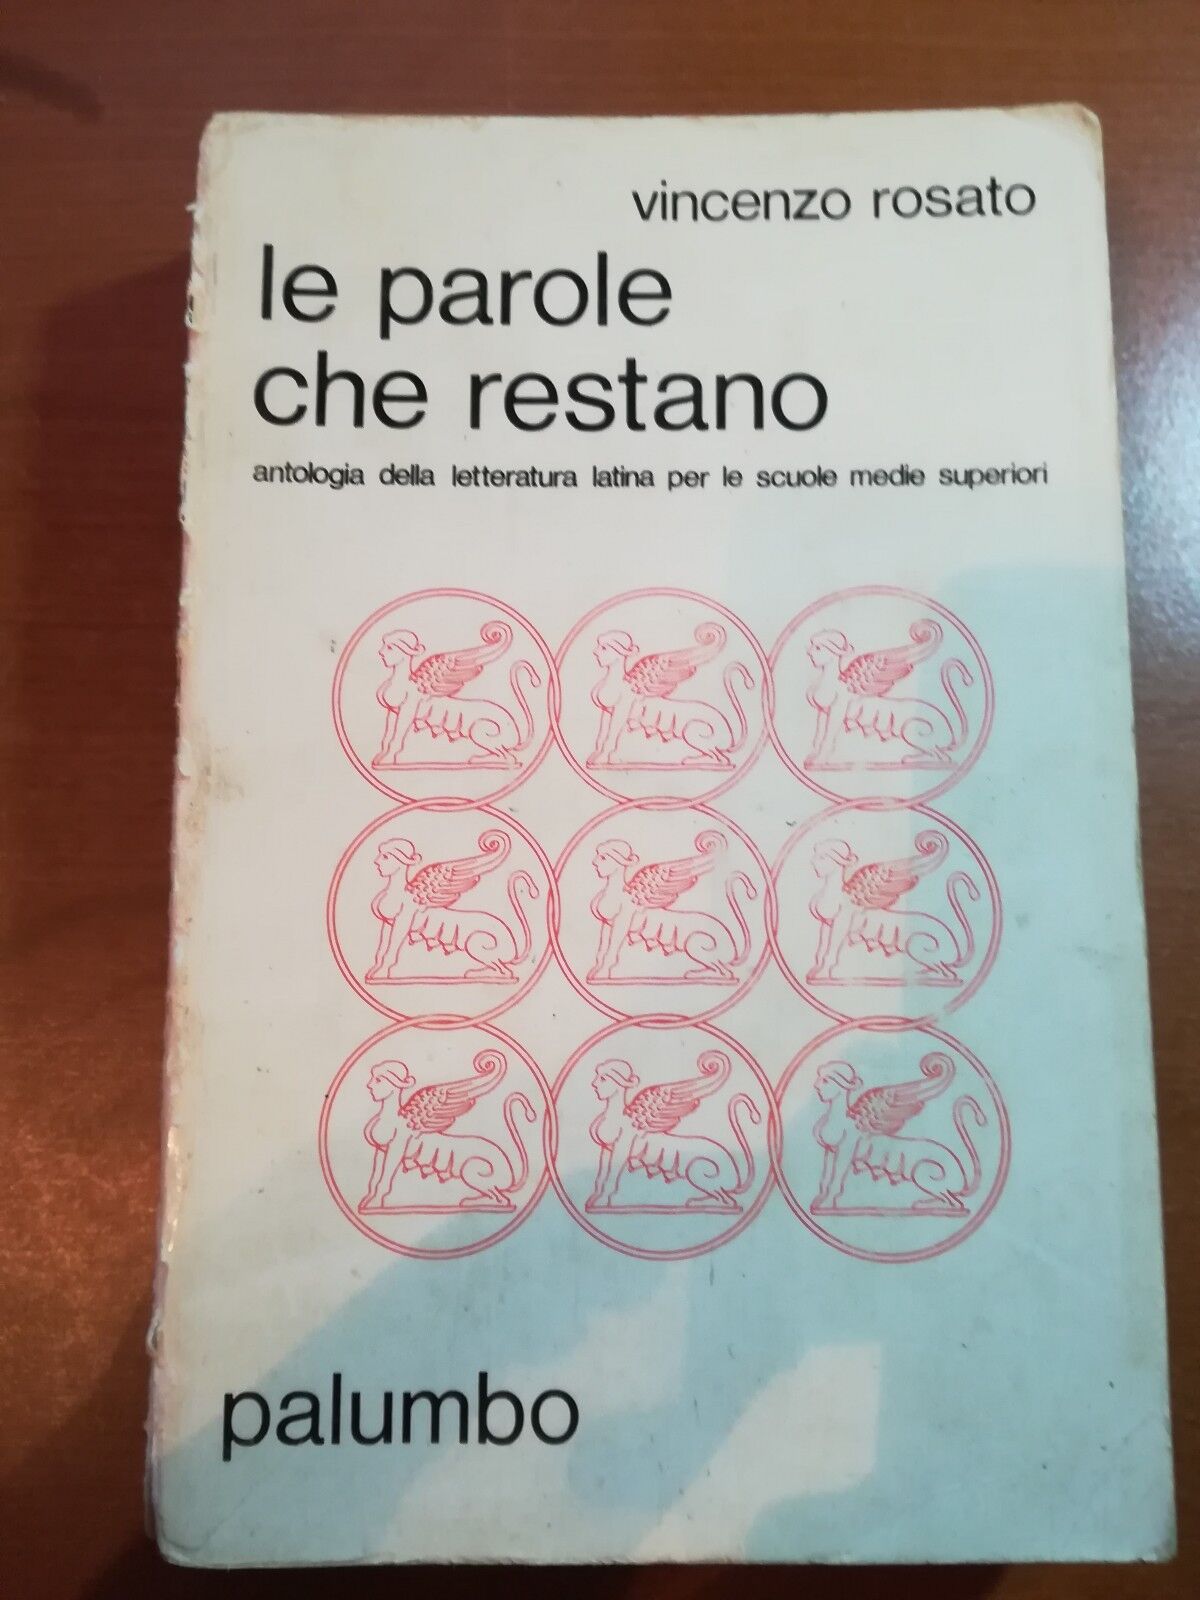 vincenzo rosato
le parole
che restano
antologia della letteratura latina per le scuole medie superiori
palumbo